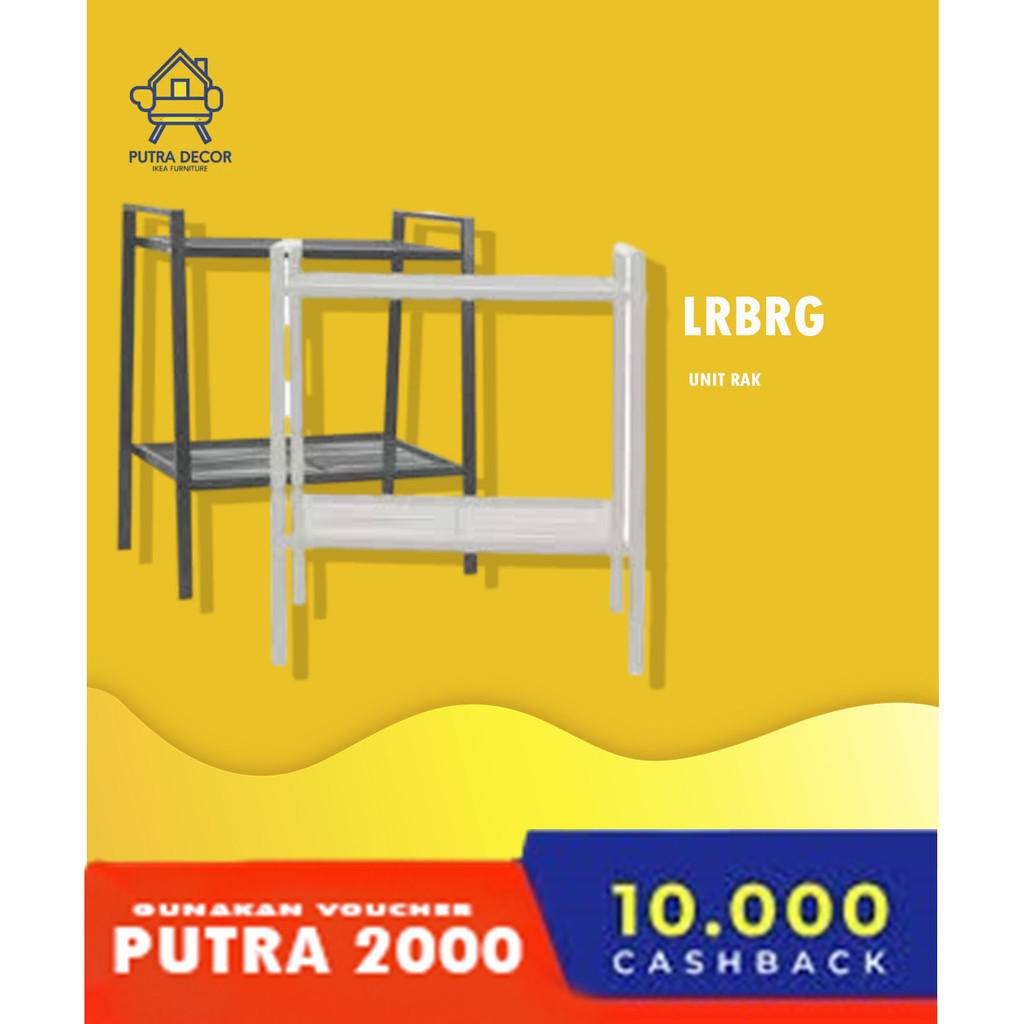 PUTRA DECOR
IKEA FURNITURE
LRBRG
UNIT RAK
GUNAKAN VOUCHER
PUTRA 2000
10.000
CASHBACK